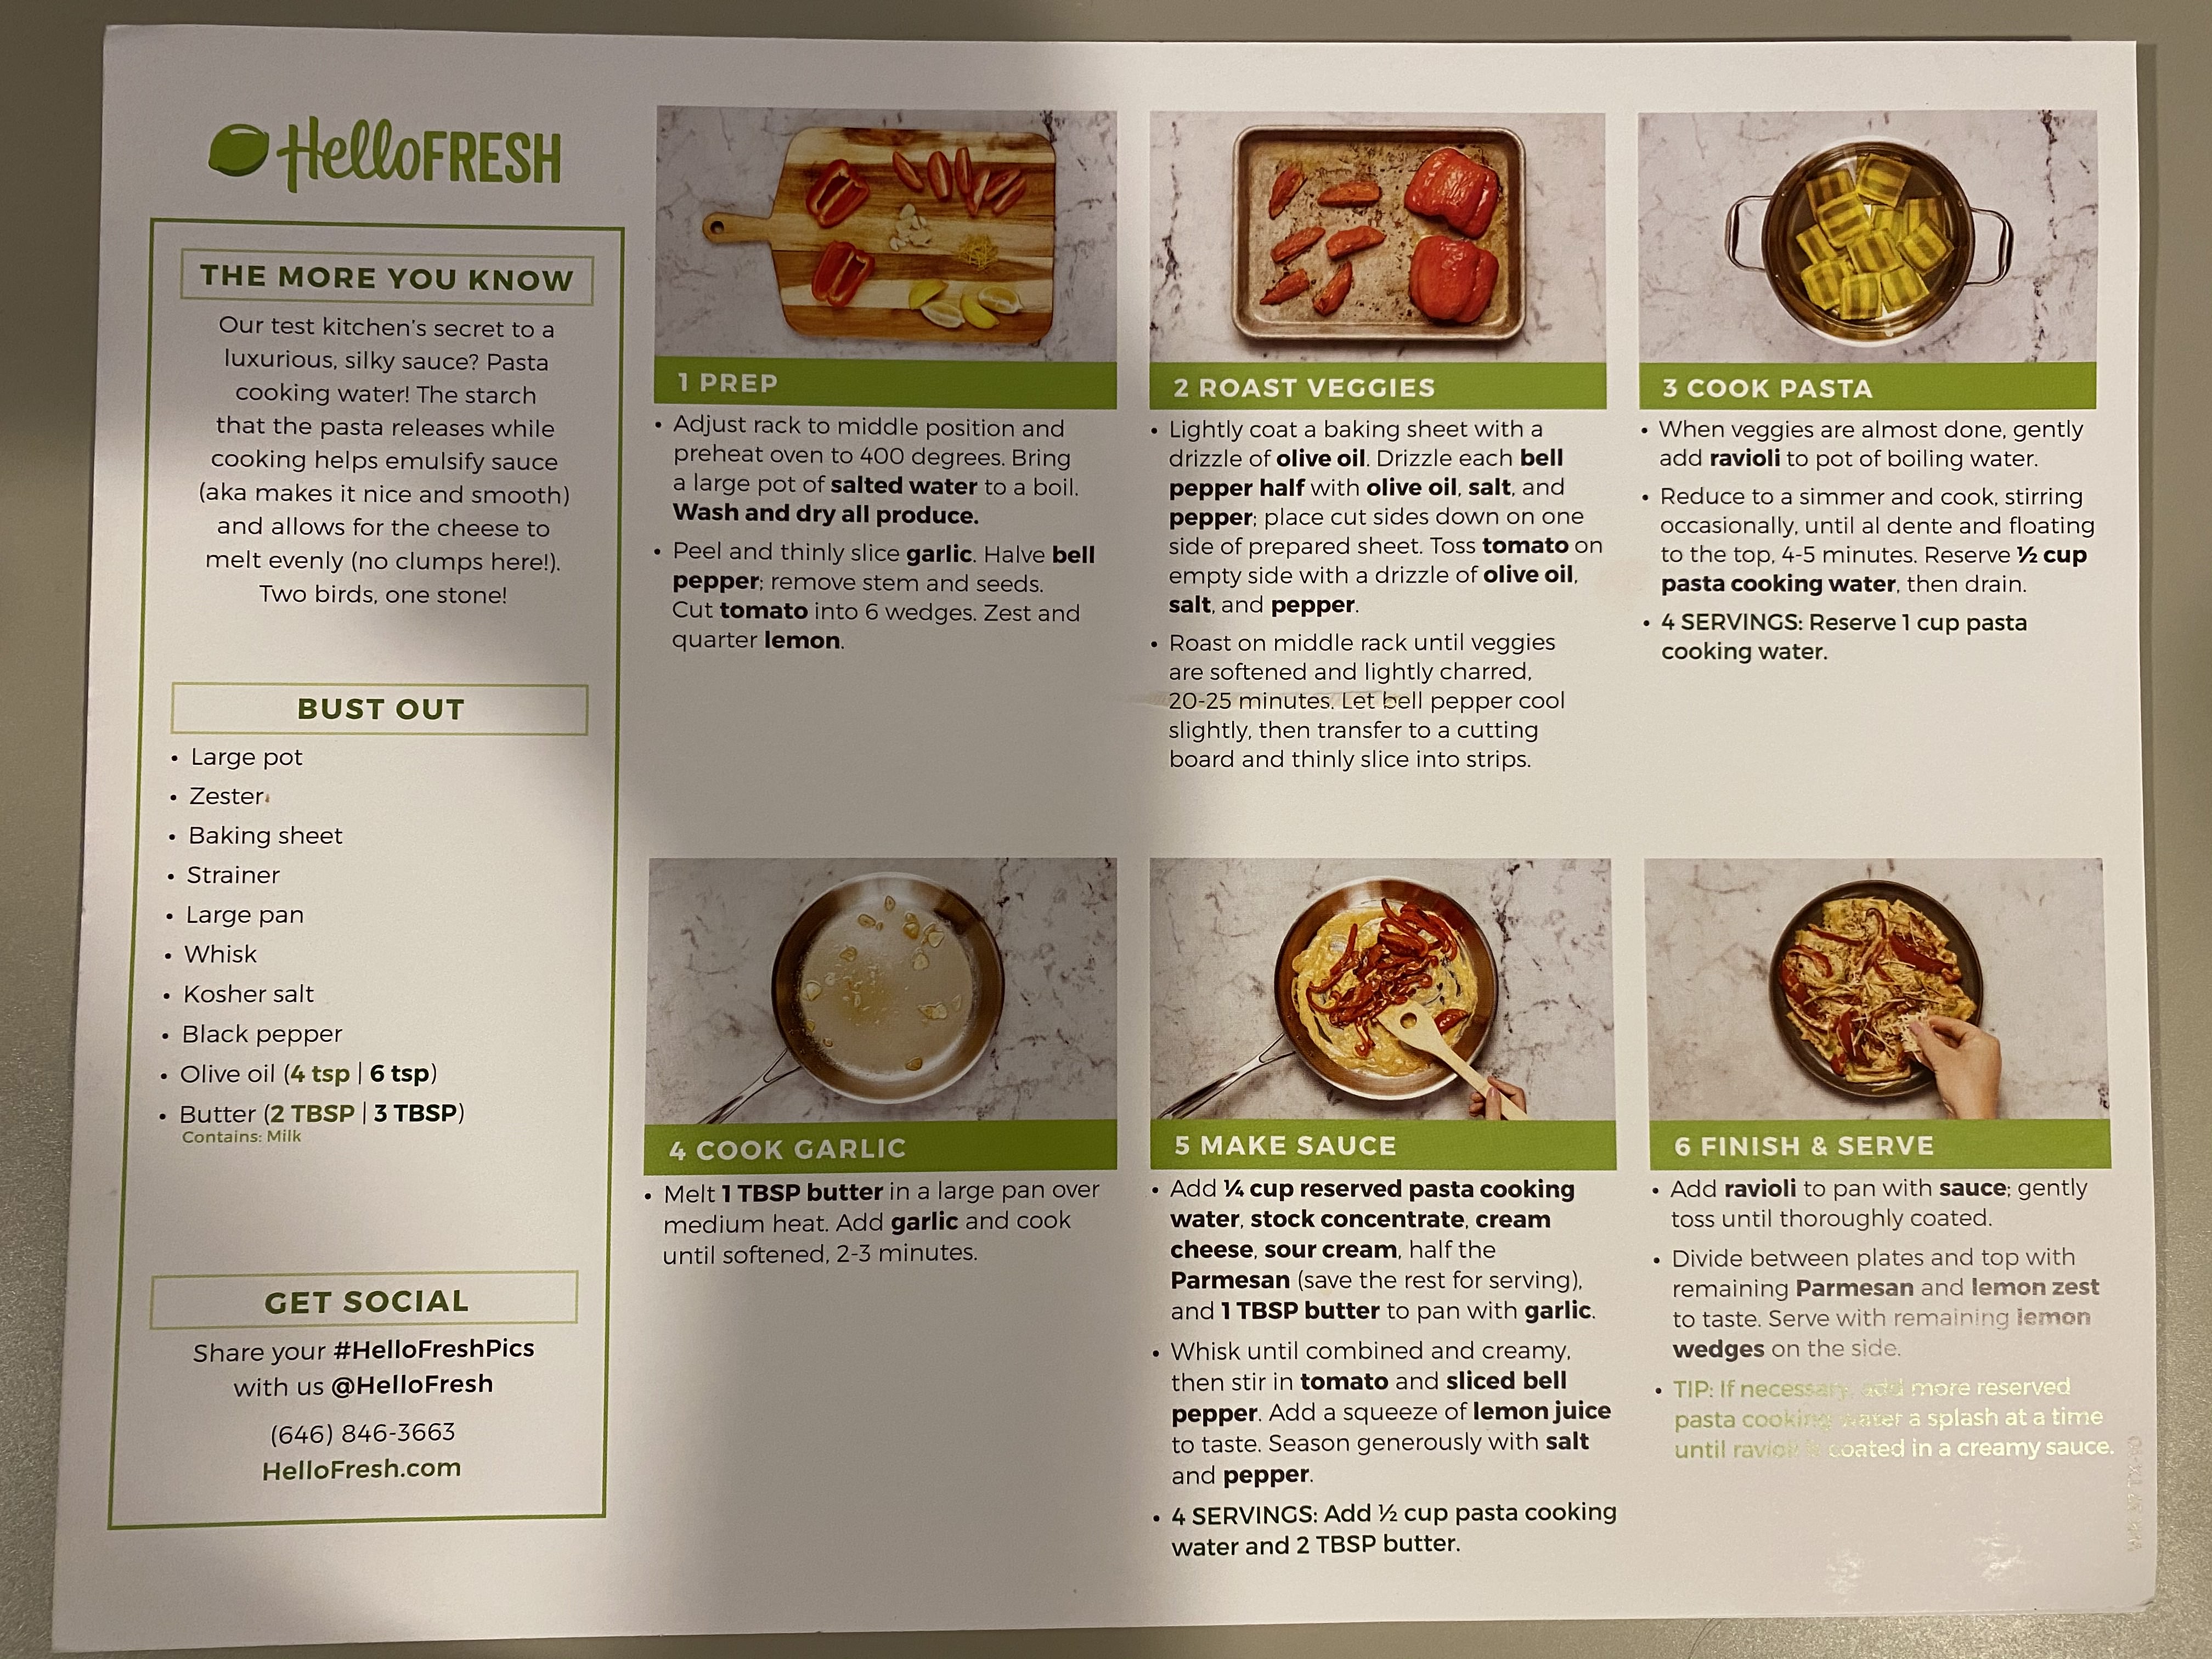 HelloFRESH
THE MORE YOU KNOW
Our test kitchen's secret to a
luxurious, silky sauce? Pasta
cooking water! The starch
that the pasta releases while
cooking helps emulsify sauce
(aka makes it nice and smooth)
and allows for the cheese to
melt evenly (no clumps here!).
Two birds, one stone!
BUST OUT
• Large pot
• Zester
• Baking sheet
• Strainer
• Large pan
• Whisk
• Kosher salt
• Black pepper
• Olive oil (4 tsp | 6 tsp)
• Butter (2 TBSP | 3 TBSP)
Contains: Milk
GET SOCIAL
Share your #HelloFreshPics
with us @HelloFresh
(646) 846-3663
HelloFresh.com
1 PREP
• Adjust rack to middle position and
preheat oven to 400 degrees. Bring
a large pot of salted water to a boil.
Wash and dry all produce.
• Peel and thinly slice garlic. Halve bell
pepper; remove stem and seeds.
Cut tomato into 6 wedges. Zest and
quarter lemon.
2 ROAST VEGGIES
• Lightly coat a baking sheet with a
drizzle of olive oil. Drizzle each bell
pepper half with olive oil, salt, and
pepper; place cut sides down on one
side of prepared sheet. Toss tomato on
empty side with a drizzle of olive oil,
salt, and pepper.
• Roast on middle rack until veggies
are softened and lightly charred,
20-25 minutes. Let bell pepper cool
slightly, then transfer to a cutting
board and thinly slice into strips.
3 COOK PASTA
• When veggies are almost done, gently
add ravioli to pot of boiling water.
• Reduce to a simmer and cook, stirring
occasionally, until al dente and floating
to the top, 4-5 minutes. Reserve ½ cup
pasta cooking water, then drain.
• 4 SERVINGS: Reserve 1 cup pasta
cooking water.
4 COOK GARLIC
• Melt 1 TBSP butter in a large pan over
medium heat. Add garlic and cook
until softened, 2-3 minutes.
5 MAKE SAUCE
• Add ¼ cup reserved pasta cooking
water, stock concentrate, cream
cheese, sour cream, half the
Parmesan (save the rest for serving),
and 1 TBSP butter to pan with garlic.
• Whisk until combined and creamy,
then stir in tomato and sliced bell
pepper. Add a squeeze of lemon juice
to taste. Season generously with salt
and pepper.
• 4 SERVINGS: Add ½ cup pasta cooking
water and 2 TBSP butter.
6 FINISH & SERVE
• Add ravioli to pan with sauce; gently
toss until thoroughly coated.
• Divide between plates and top with
remaining Parmesan and lemon zest
to taste. Serve with remaining lemon
wedges on the side.
• TIP: If necessary, add more reserved
pasta cooking water a splash at a time
until ravioli is coated in a creamy sauce.